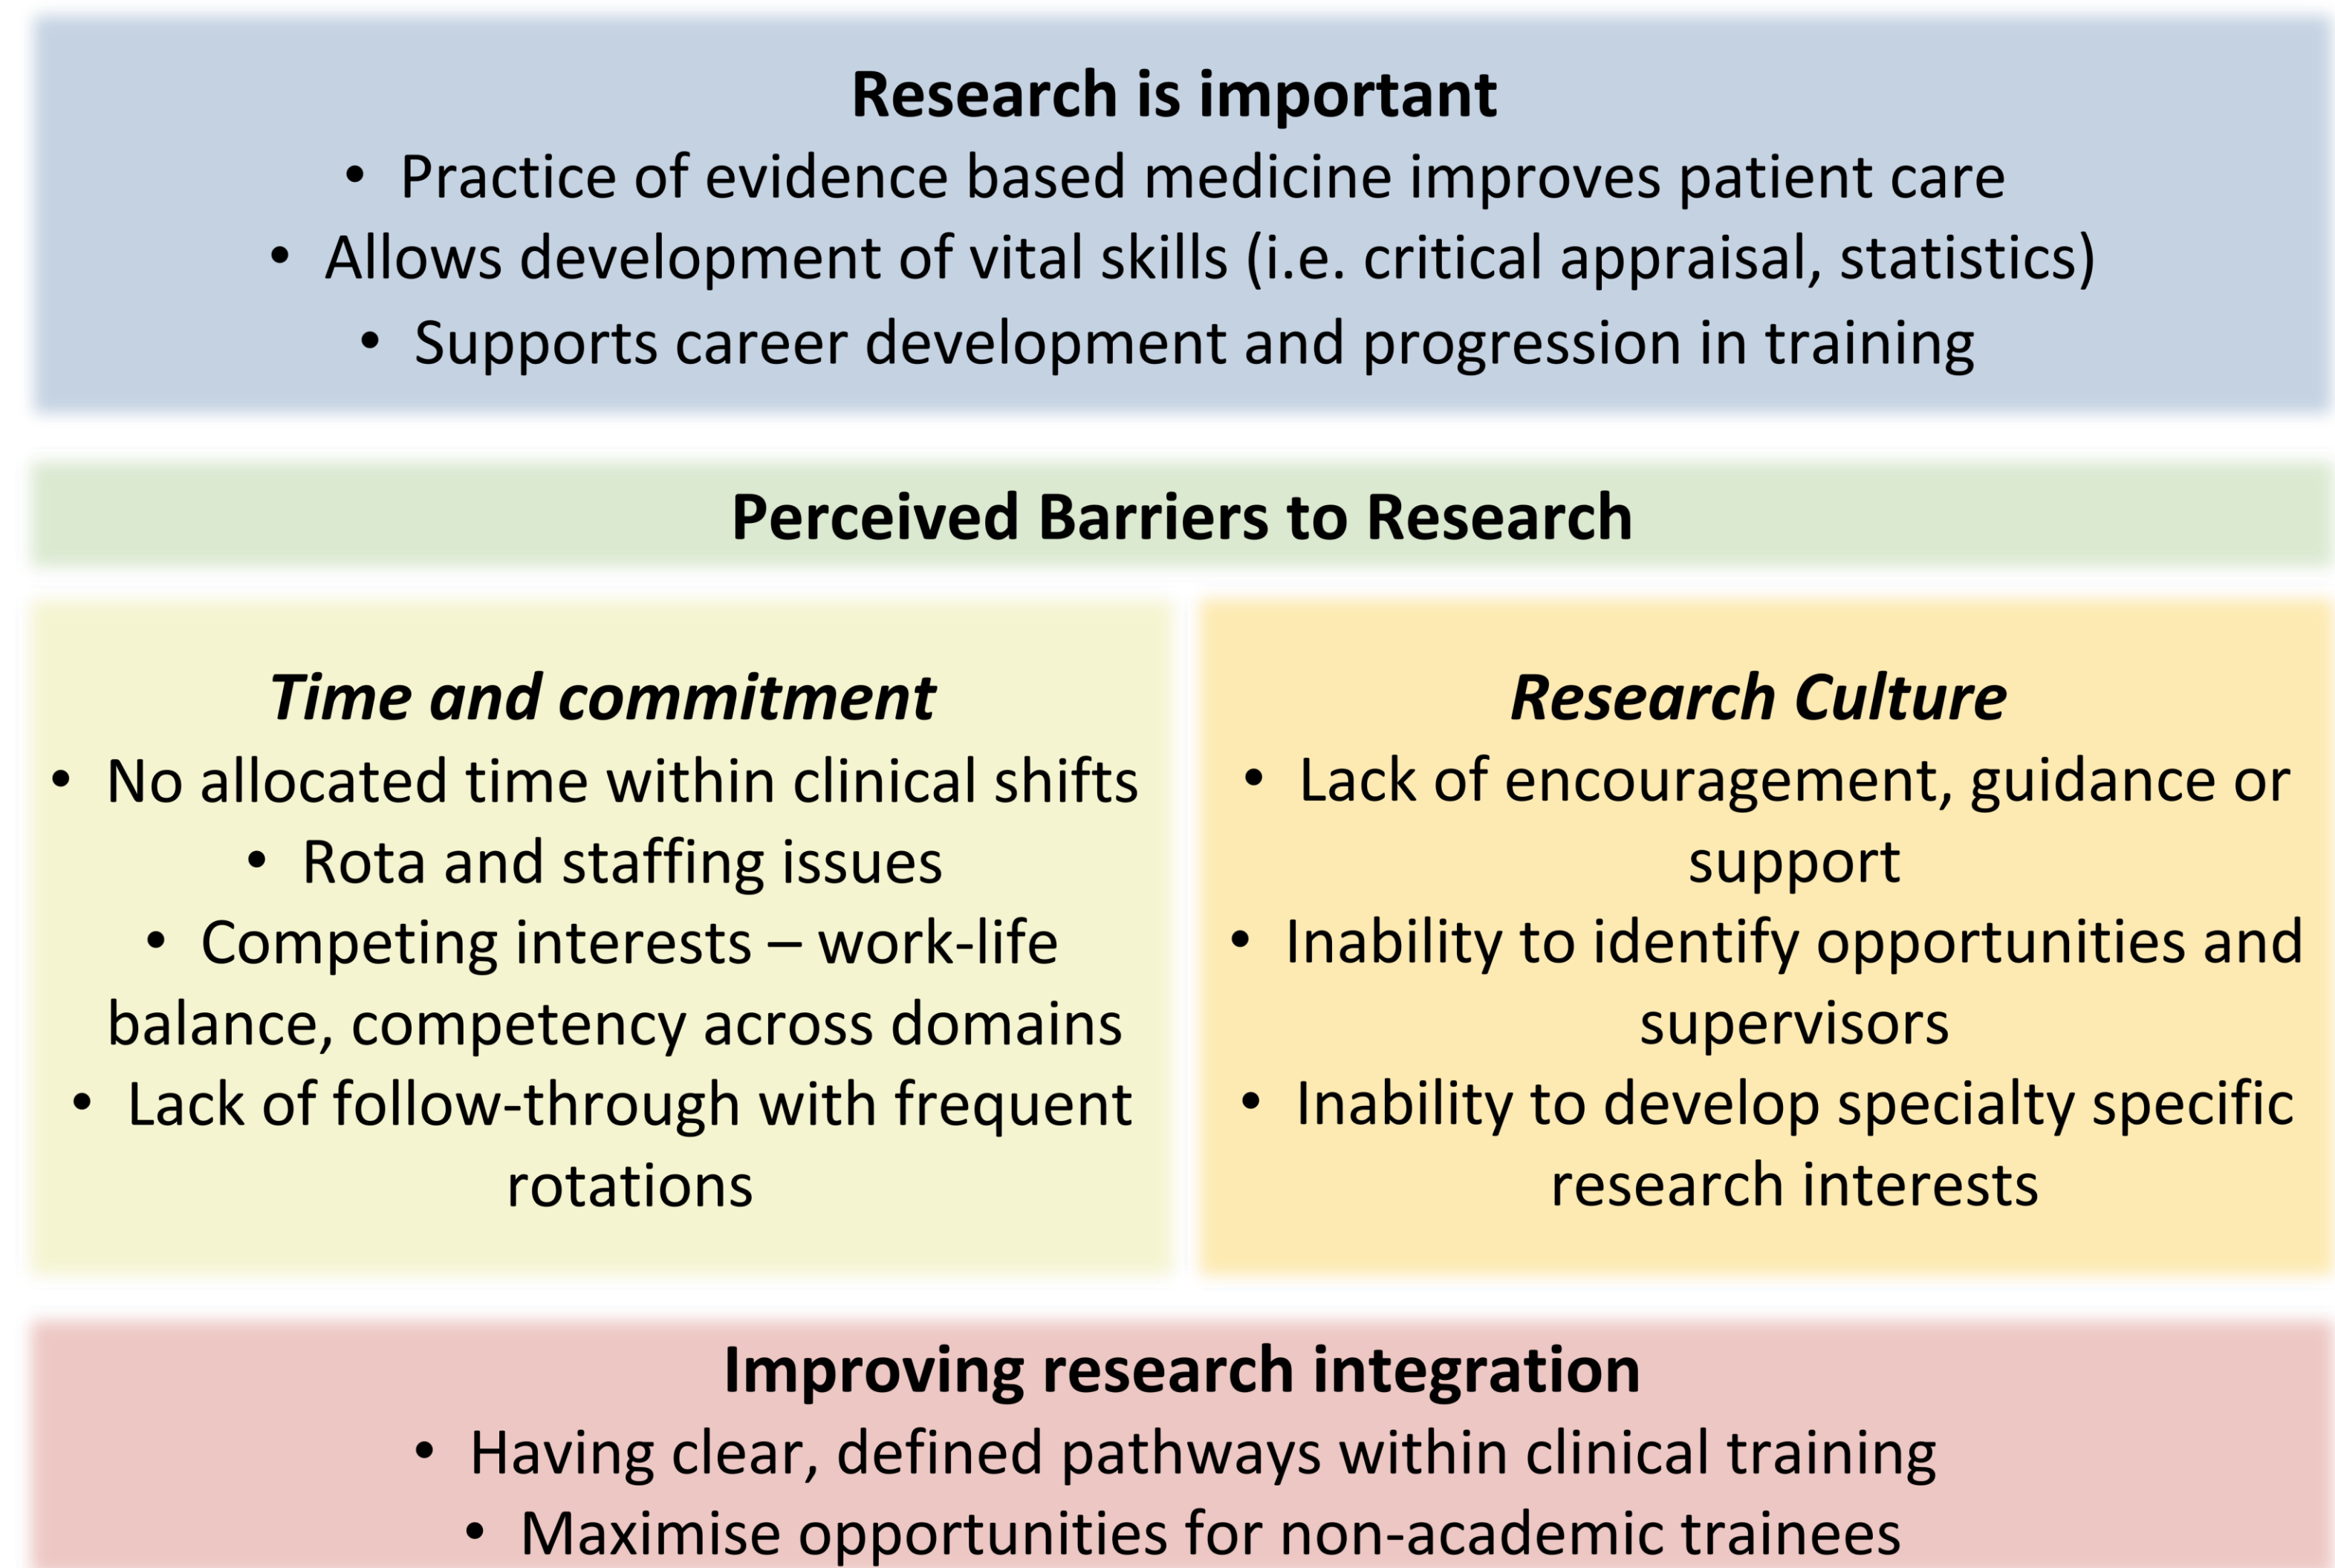 Research is important
• Practice of evidence based medicine improves patient care
• Allows development of vital skills (i.e. critical appraisal, statistics)
• Supports career development and progression in training
Perceived Barriers to Research
Time and commitment
• No allocated time within clinical shifts
• Rota and staffing issues
• Competing interests – work-life
balance, competency across domains
• Lack of follow-through with frequent
rotations
Research Culture
• Lack of encouragement, guidance or
support
• Inability to identify opportunities and
supervisors
• Inability to develop specialty specific
research interests
Improving research integration
• Having clear, defined pathways within clinical training
• Maximise opportunities for non-academic trainees